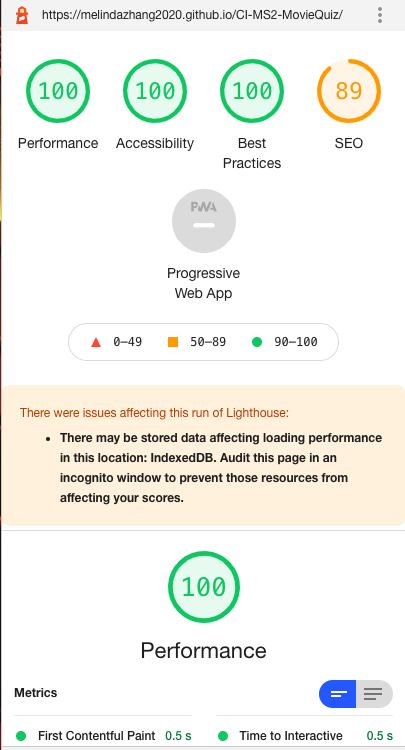 https://melindazhang2020.github.io/CI-MS2-MovieQuiz/
100 100 100 89
Performance Accessibility Best Practices SEO
PWA
Progressive
Web App
0–49 50–89 90–100
There were issues affecting this run of Lighthouse:
• There may be stored data affecting loading performance
in this location: IndexedDB. Audit this page in an
incognito window to prevent those resources from
affecting your scores.
100
Performance
Metrics
First Contentful Paint 0.5 s Time to Interactive 0.5 s